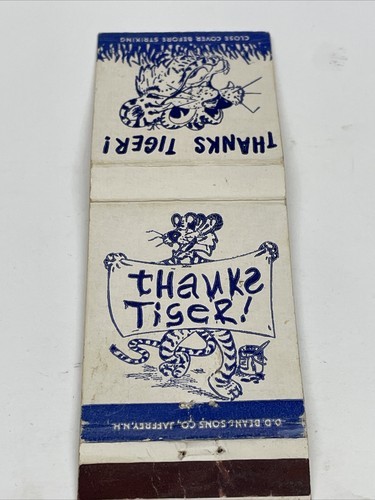 CLOSE COVER BEFORE STRIKING
THANKS TIGER!
THANKS
TIGER!
D.D. BEAN & SONS CO., JAFFREY, N.H.